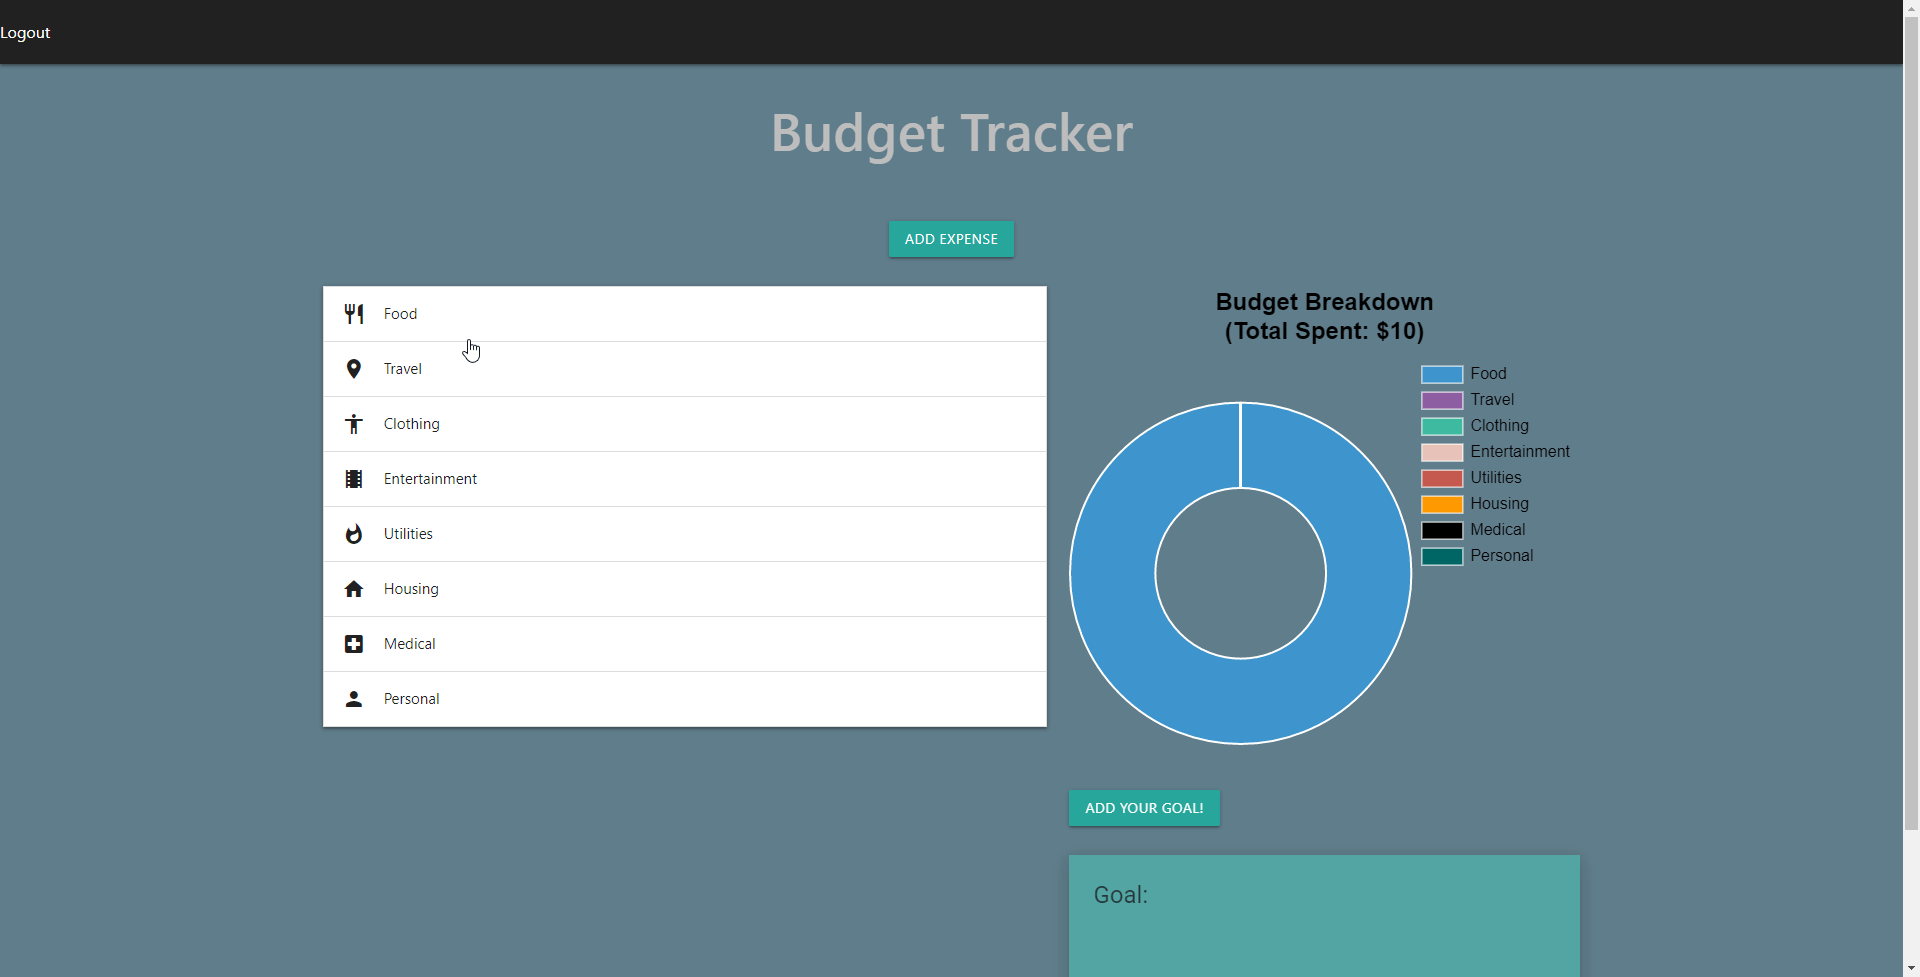 Logout
Budget Tracker
ADD EXPENSE
Food
Travel
Clothing
Entertainment
Utilities
Housing
Medical
Personal
Budget Breakdown
(Total Spent: $10)
Food
Travel
Clothing
Entertainment
Utilities
Housing
Medical
Personal
ADD YOUR GOAL!
Goal: